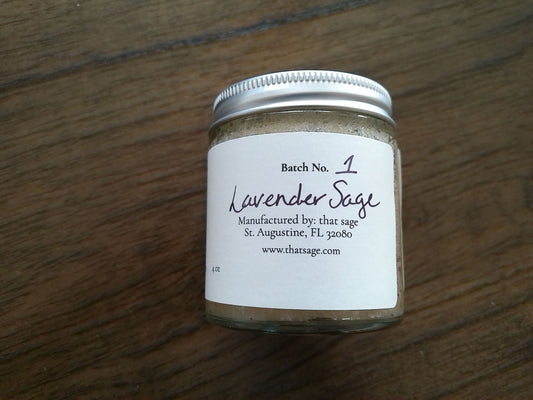 Batch No. 1
Lavender Sage
Manufactured by: that sage
St. Augustine, FL 32080
www.thatsage.com
4 oz